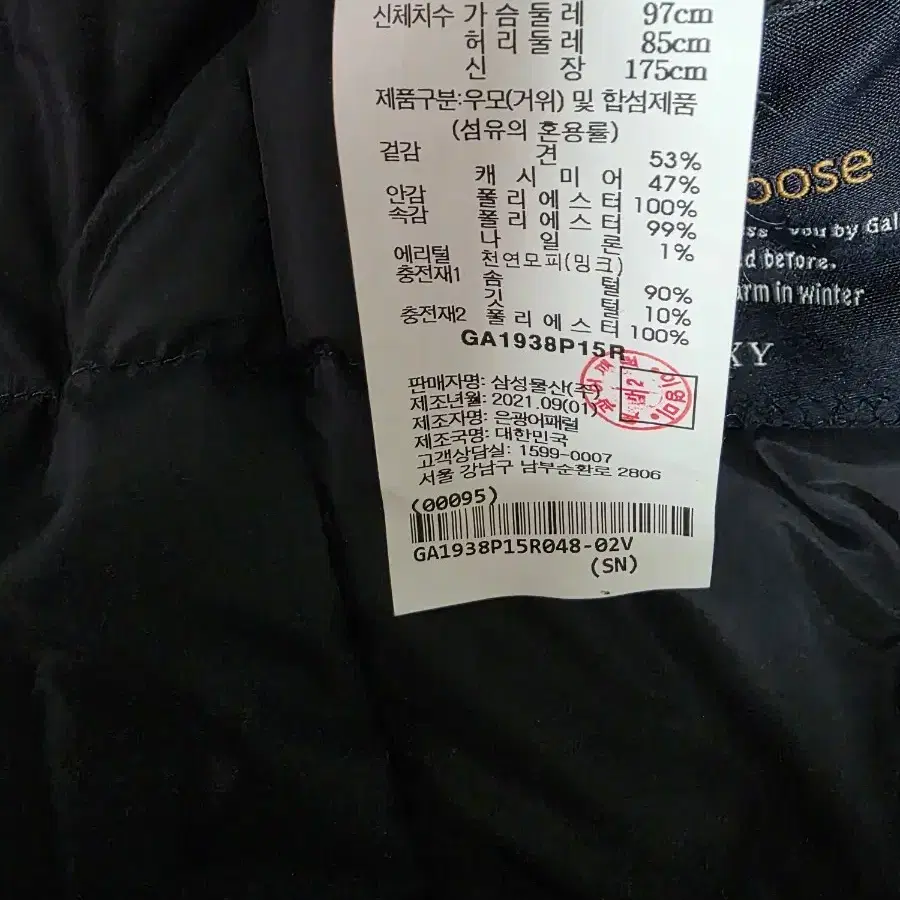 신체치수 가 슴 둘 레 97cm
허 리 둘 레 85cm
신 장 175cm
제품구분:우모(거위) 및 합섬제품
(섬유의 혼용률)
겉감 견 53%
캐 시 미 어 47%
안감 폴 리 에 스 터 100%
속감 폴 리 에 스 터 99%
나 일 론 1%
에리털 천연모피(밍크)
충전재1 솜 털 90%
깃 털 10%
충전재2 폴 리 에 스 터 100%
GA1938P15R
판매자명: 삼성물산(주)
제조년월: 2021.09(01)
제조자명: 은광어패럴
제조국명: 대한민국
고객상담실: 1599-0007
서울 강남구 남부순환로 2806
(00095)
GA1938P15R048-02V
(SN)
이영미
oose
you by Gal
d before.
arm in winter
XY